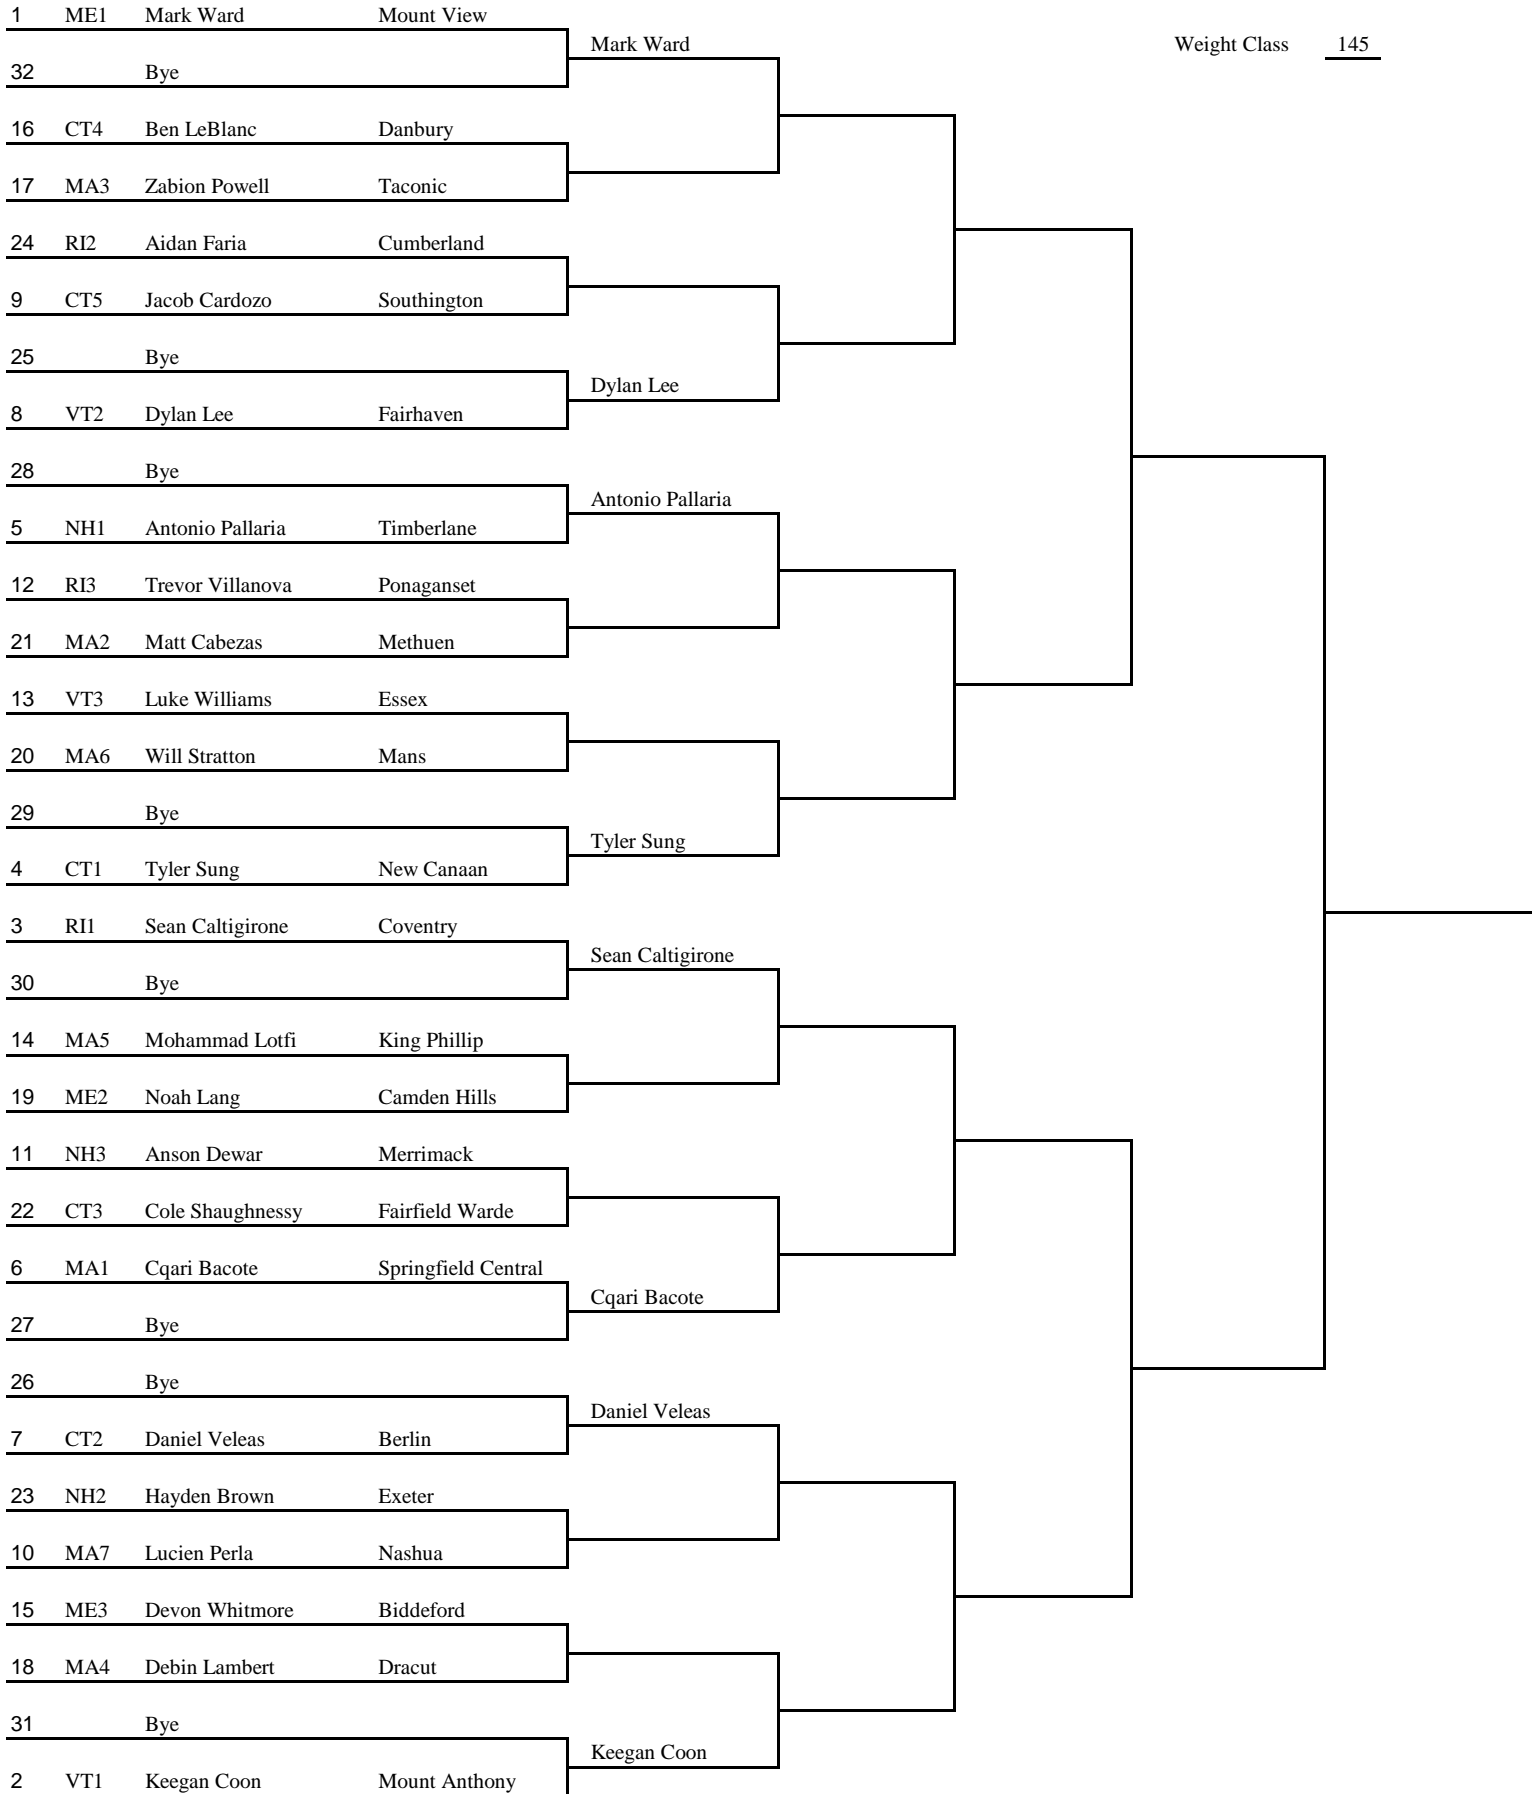 1 ME1 Mark Ward Mount View
Mark Ward
Weight Class 145
32 Bye
16 CT4 Ben LeBlanc Danbury
17 MA3 Zabion Powell Taconic
24 RI2 Aidan Faria Cumberland
9 CT5 Jacob Cardozo Southington
25 Bye
Dylan Lee
8 VT2 Dylan Lee Fairhaven
28 Bye
Antonio Pallaria
5 NH1 Antonio Pallaria Timberlane
12 RI3 Trevor Villanova Ponaganset
21 MA2 Matt Cabezas Methuen
13 VT3 Luke Williams Essex
20 MA6 Will Stratton Mans
29 Bye
Tyler Sung
4 CT1 Tyler Sung New Canaan
3 RI1 Sean Caltigirone Coventry
Sean Caltigirone
30 Bye
14 MA5 Mohammad Lotfi King Phillip
19 ME2 Noah Lang Camden Hills
11 NH3 Anson Dewar Merrimack
22 CT3 Cole Shaughnessy Fairfield Warde
6 MA1 Cqari Bacote Springfield Central
Cqari Bacote
27 Bye
26 Bye
Daniel Veleas
7 CT2 Daniel Veleas Berlin
23 NH2 Hayden Brown Exeter
10 MA7 Lucien Perla Nashua
15 ME3 Devon Whitmore Biddeford
18 MA4 Debin Lambert Dracut
31 Bye
Keegan Coon
2 VT1 Keegan Coon Mount Anthony